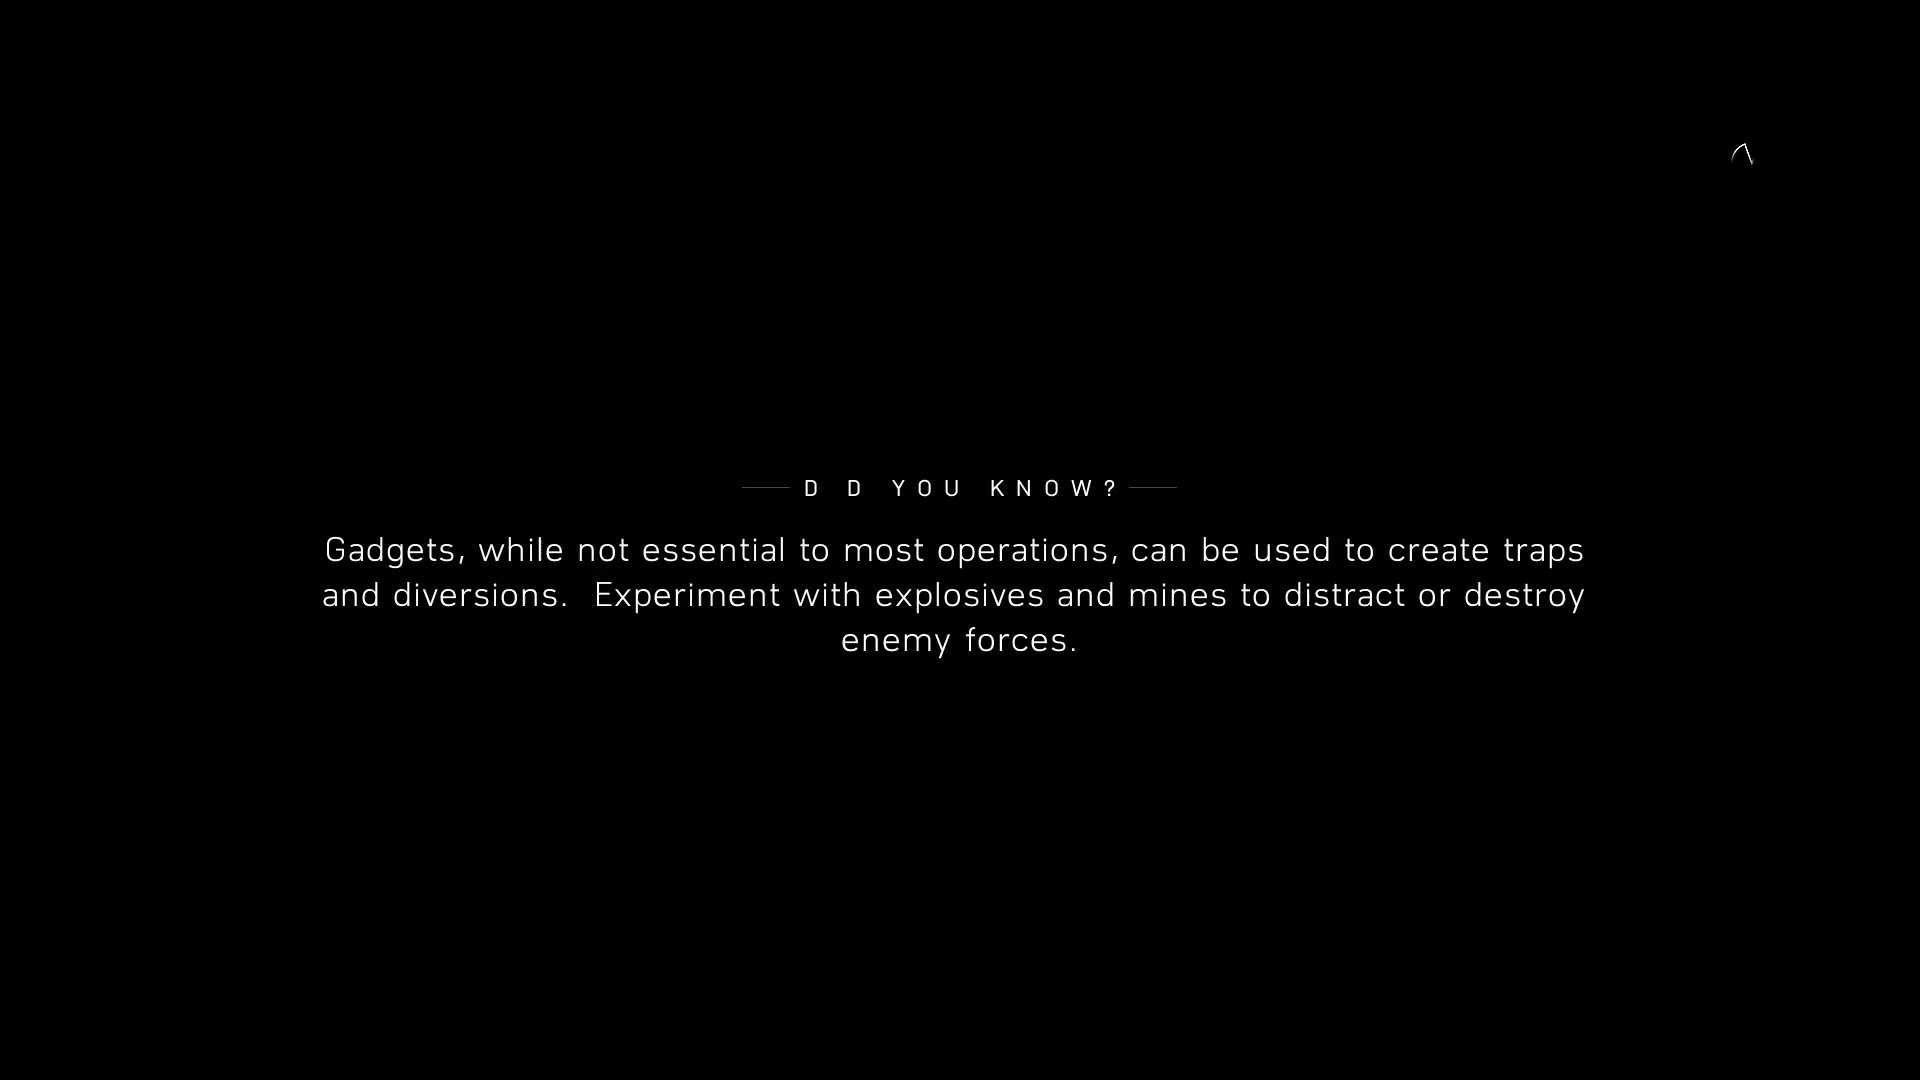 D D YOU KNOW?
Gadgets, while not essential to most operations, can be used to create traps
and diversions.  Experiment with explosives and mines to distract or destroy
enemy forces.